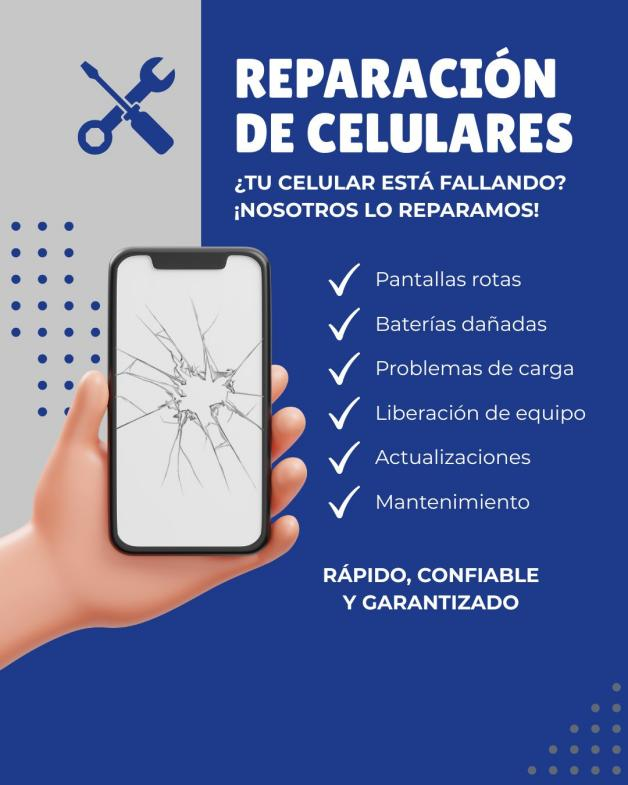 REPARACIÓN
DE CELULARES
¿TU CELULAR ESTÁ FALLANDO?
¡NOSOTROS LO REPARAMOS!
Pantallas rotas
Baterías dañadas
Problemas de carga
Liberación de equipo
Actualizaciones
Mantenimiento
RÁPIDO, CONFIABLE
Y GARANTIZADO